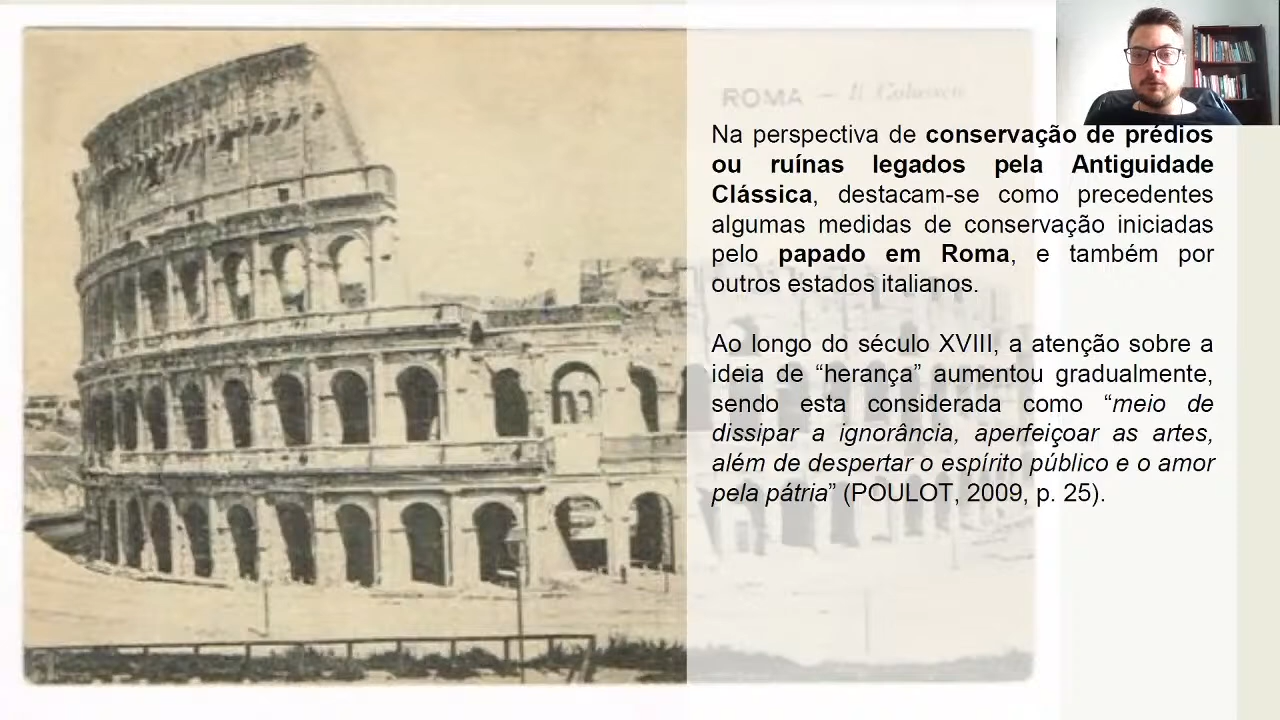 ROMA — Il Colosseo
Na perspectiva de conservação de prédios
ou ruínas legados pela Antiguidade
Clássica, destacam-se como precedentes
algumas medidas de conservação iniciadas
pelo papado em Roma, e também por
outros estados italianos.
Ao longo do século XVIII, a atenção sobre a
ideia de “herança” aumentou gradualmente,
sendo esta considerada como “meio de
dissipar a ignorância, aperfeiçoar as artes,
além de despertar o espírito público e o amor
pela pátria” (POULOT, 2009, p. 25).